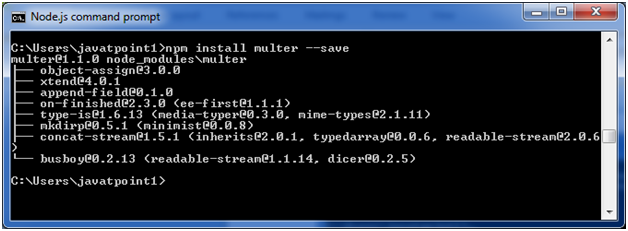 Node.js command prompt
C:\Users\javatpoint1>npm install multer --save
multer@1.1.0 node_modules\multer
├── object-assign@3.0.0
├── xtend@4.0.1
├── append-field@0.1.0
├── on-finished@2.3.0 (ee-first@1.1.1)
├── type-is@1.6.13 (media-typer@0.3.0, mime-types@2.1.11)
├── mkdirp@0.5.1 (minimist@0.0.8)
├── concat-stream@1.5.1 (inherits@2.0.1, typedarray@0.0.6, readable-stream@2.0.6
)
└── busboy@0.2.13 (readable-stream@1.1.14, dicer@0.2.5)
C:\Users\javatpoint1>